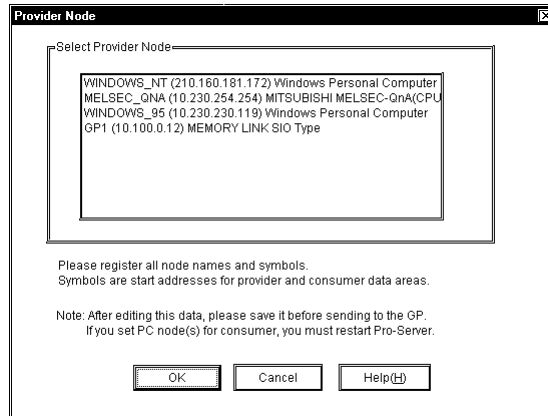 Provider Node
Select Provider Node
WINDOWS_NT (210.160.181.172) Windows Personal Computer
MELSEC_QNA (10.230.254.254) MITSUBISHI MELSEC-QnA(CPU
WINDOWS_95 (10.230.230.119) Windows Personal Computer
GP1 (10.100.0.12) MEMORY LINK SIO Type
Please register all node names and symbols.
Symbols are start addresses for provider and consumer data areas.
Note: After editing this data, please save it before sending to the GP.
If you set PC node(s) for consumer, you must restart Pro-Server.
OK Cancel Help(H)